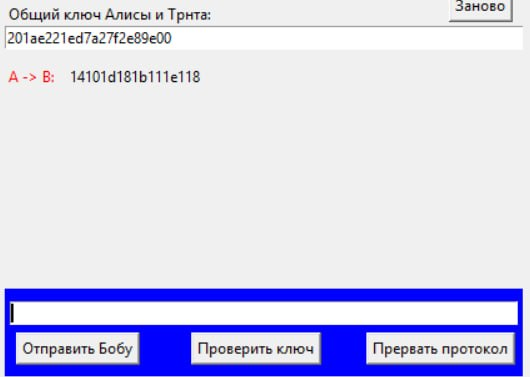 Заново
Общий ключ Алисы и Трнта:
201ae221ed7a27f2e89e00
A -> B: 14101d181b111e118
Отправить Бобу
Проверить ключ
Прервать протокол